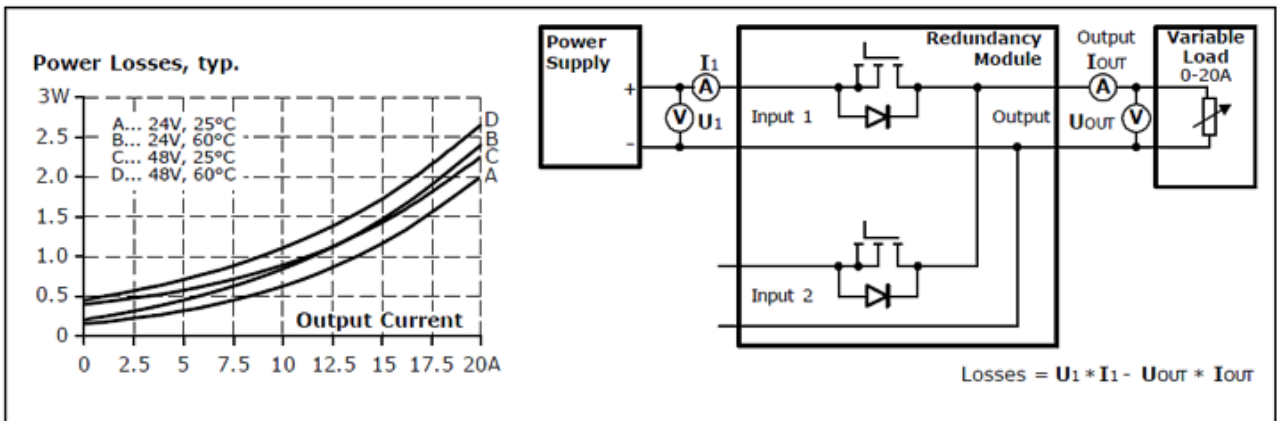 Power Losses, typ.
3W
2.5
2.0
1.5
1.0
0.5
0
A... 24V, 25°C
B... 24V, 60°C
C... 48V, 25°C
D... 48V, 60°C
D
B
C
A
Output Current
0 2.5 5 7.5 10 12.5 15 17.5 20A
Power
Supply
+
-
I1
A
V U1
Redundancy
Module
Input 1
Output
Input 2
Output
IOUT
A
UOUT V
Variable
Load
0-20A
Losses = U1 * I1 - UOUT * IOUT